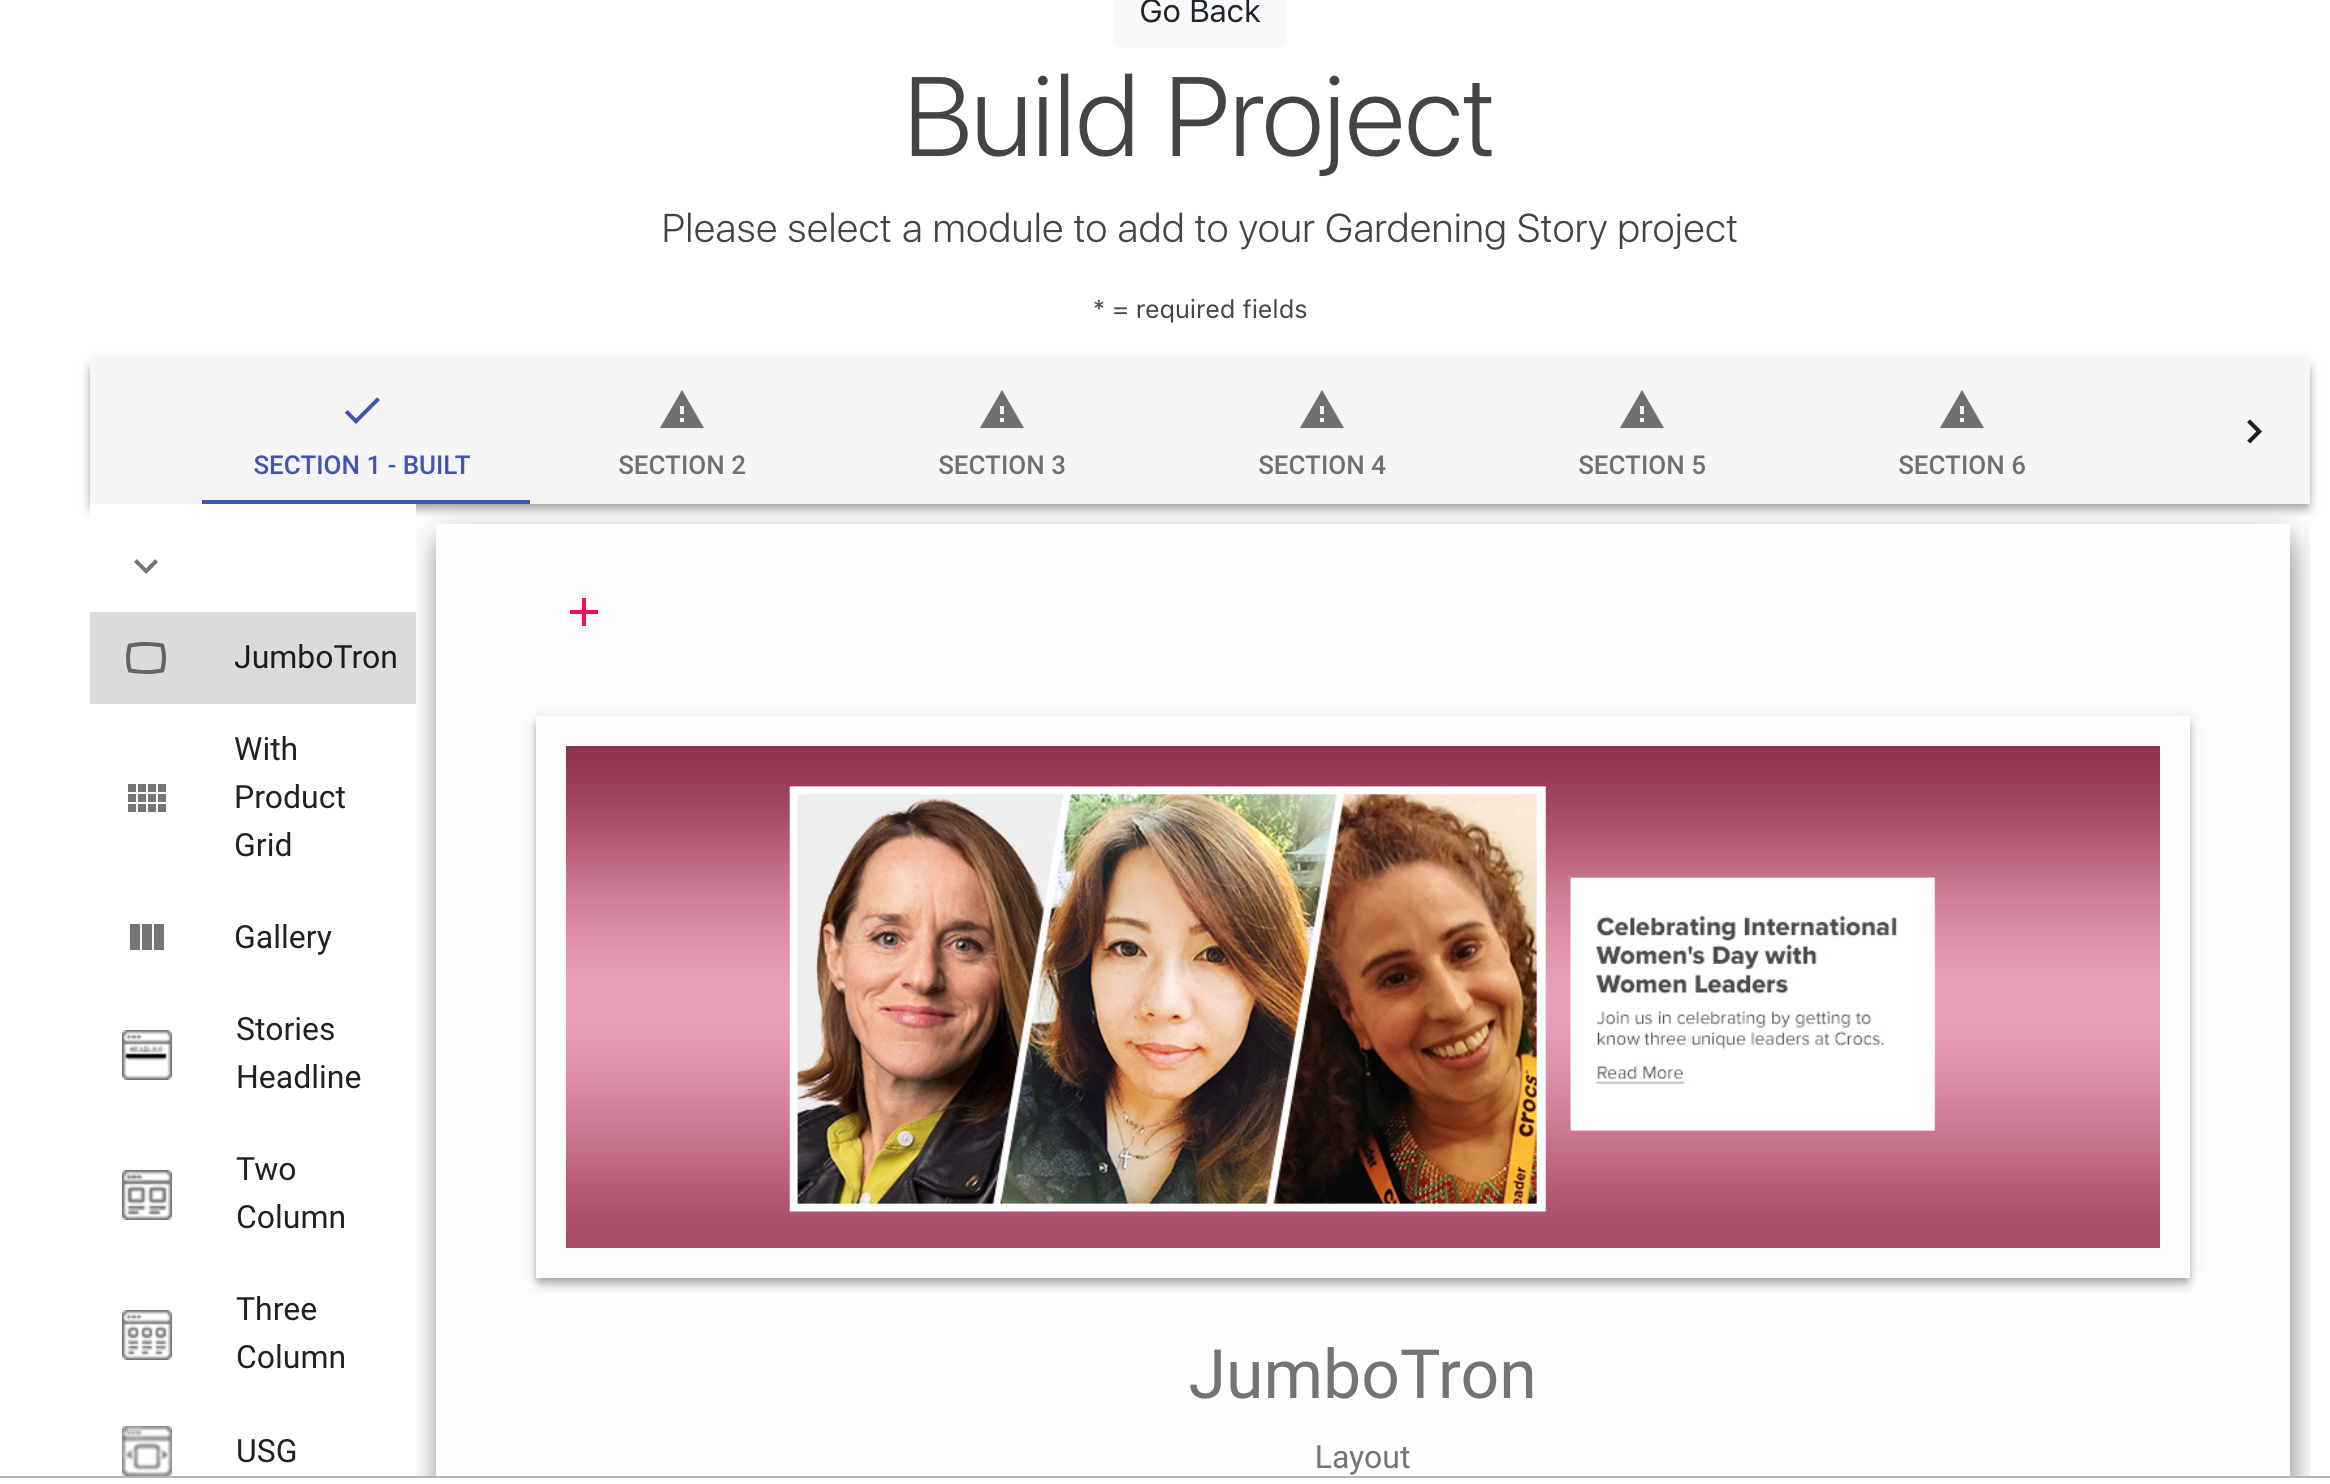 Go Back
Build Project
Please select a module to add to your Gardening Story project
* = required fields
SECTION 1 - BUILT
SECTION 2
SECTION 3
SECTION 4
SECTION 5
SECTION 6
JumboTron
With
Product
Grid
Gallery
HEADLINE
Stories
Headline
Two
Column
Three
Column
USG
crocs
eader
Celebrating International
Women's Day with
Women Leaders
Join us in celebrating by getting to
know three unique leaders at Crocs.
Read More
JumboTron
Layout